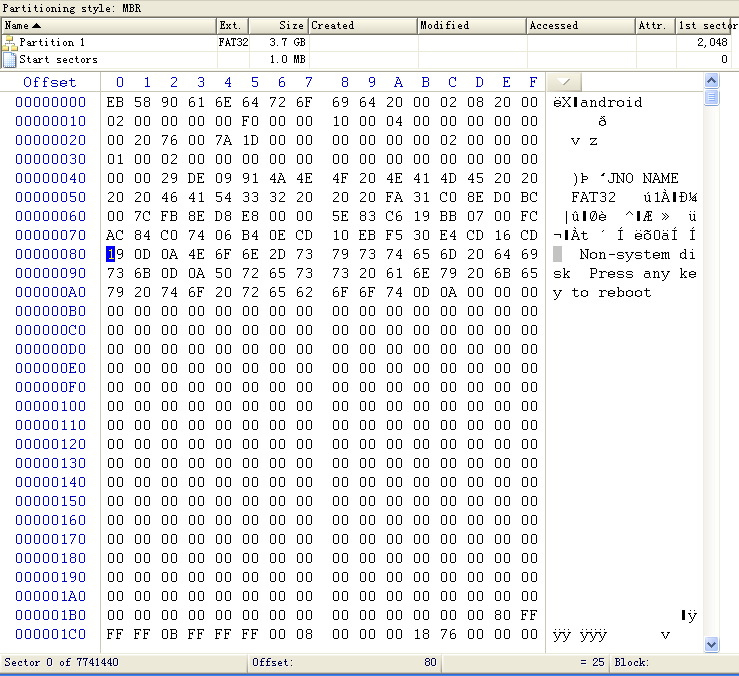 Partitioning style: MBR
Name Ext. Size Created Modified Accessed Attr. 1st sector
Partition 1 FAT32 3.7 GB 2,048
Start sectors 1.0 MB 0
Offset 0 1 2 3 4 5 6 7 8 9 A B C D E F
00000000 EB 58 90 61 6E 64 72 6F 69 64 20 00 02 08 20 00 ëX▮android
00000010 02 00 00 00 00 F0 00 00 10 00 04 00 00 00 00 00 ð
00000020 00 20 76 00 7A 1D 00 00 00 00 00 00 02 00 00 00 v z
00000030 01 00 02 00 00 00 00 00 00 00 00 00 00 00 00 00
00000040 00 00 29 DE 09 91 4A 4E 4F 20 4E 41 4D 45 20 20 )Þ ‘JNO NAME
00000050 20 20 46 41 54 33 32 20 20 20 FA 31 C0 8E D0 BC FAT32 ú1À▮Ð¼
00000060 00 7C FB 8E D8 E8 00 00 5E 83 C6 19 BB 07 00 FC |û▮Øè ^▮Æ » ü
00000070 AC 84 C0 74 06 B4 0E CD 10 EB F5 30 E4 CD 16 CD ¬▮Àt ´ Í ëõ0äÍ Í
00000080 19 0D 0A 4E 6F 6E 2D 73 79 73 74 65 6D 20 64 69 Non-system di
00000090 73 6B 0D 0A 50 72 65 73 73 20 61 6E 79 20 6B 65 sk Press any ke
000000A0 79 20 74 6F 20 72 65 62 6F 6F 74 0D 0A 00 00 00 y to reboot
000000B0 00 00 00 00 00 00 00 00 00 00 00 00 00 00 00 00
000000C0 00 00 00 00 00 00 00 00 00 00 00 00 00 00 00 00
000000D0 00 00 00 00 00 00 00 00 00 00 00 00 00 00 00 00
000000E0 00 00 00 00 00 00 00 00 00 00 00 00 00 00 00 00
000000F0 00 00 00 00 00 00 00 00 00 00 00 00 00 00 00 00
00000100 00 00 00 00 00 00 00 00 00 00 00 00 00 00 00 00
00000110 00 00 00 00 00 00 00 00 00 00 00 00 00 00 00 00
00000120 00 00 00 00 00 00 00 00 00 00 00 00 00 00 00 00
00000130 00 00 00 00 00 00 00 00 00 00 00 00 00 00 00 00
00000140 00 00 00 00 00 00 00 00 00 00 00 00 00 00 00 00
00000150 00 00 00 00 00 00 00 00 00 00 00 00 00 00 00 00
00000160 00 00 00 00 00 00 00 00 00 00 00 00 00 00 00 00
00000170 00 00 00 00 00 00 00 00 00 00 00 00 00 00 00 00
00000180 00 00 00 00 00 00 00 00 00 00 00 00 00 00 00 00
00000190 00 00 00 00 00 00 00 00 00 00 00 00 00 00 00 00
000001A0 00 00 00 00 00 00 00 00 00 00 00 00 00 00 00 00
000001B0 00 00 00 00 00 00 00 00 00 00 00 00 00 00 80 FF ▮ÿ
000001C0 FF FF 0B FF FF FF 00 08 00 00 00 18 76 00 00 00 ÿÿ ÿÿÿ v
Sector 0 of 7741440 Offset: 80 = 25 Block: